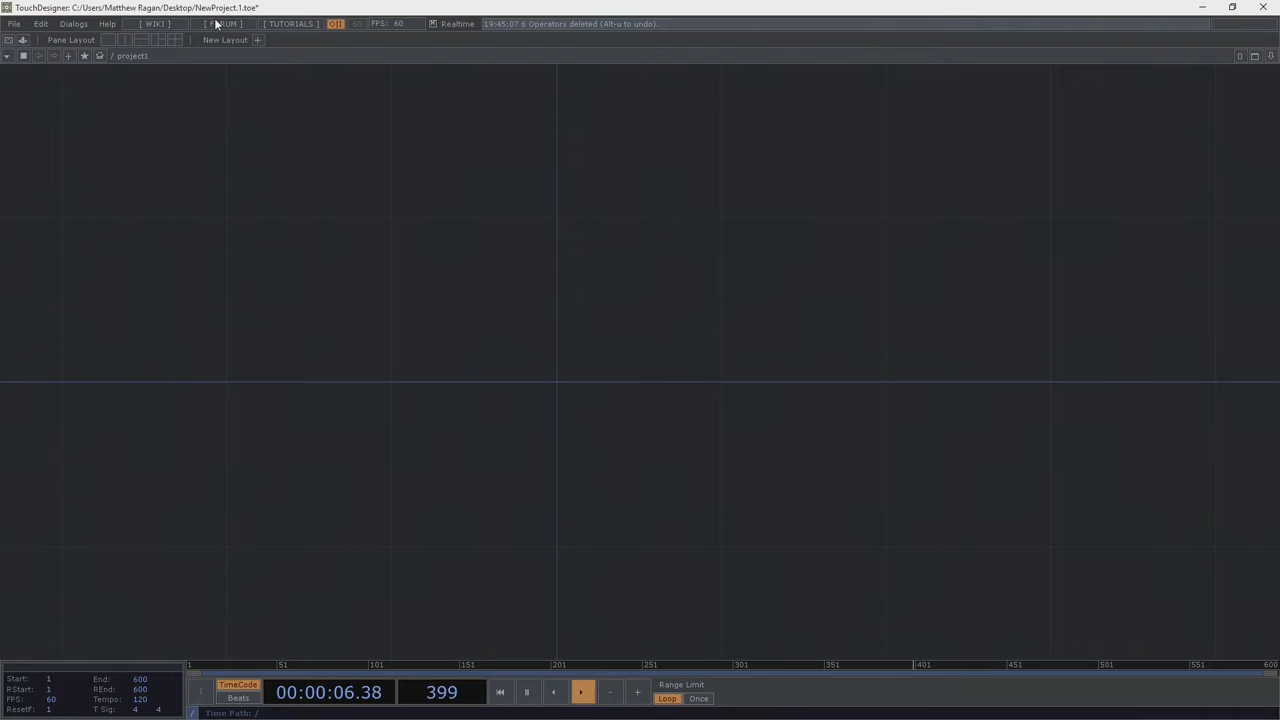 TouchDesigner: C:/Users/Matthew Ragan/Desktop/NewProject.1.toe*
File Edit Dialogs Help [ WIKI ] [ FORUM ] [ TUTORIALS ] O|I 60 FPS: 60 Realtime 19:45:07 6 Operators deleted (Alt-u to undo).
Pane Layout New Layout +
/ project1
1 51 101 151 201 251 301 351 401 451 501 551 600
Start: 1 End: 600
RStart: 1 REnd: 600
FPS: 60 Tempo: 120
ResetF: 1 T Sig: 4 4
TimeCode
Beats
00:00:06.38 399
Range Limit
Loop Once
/ Time Path: /